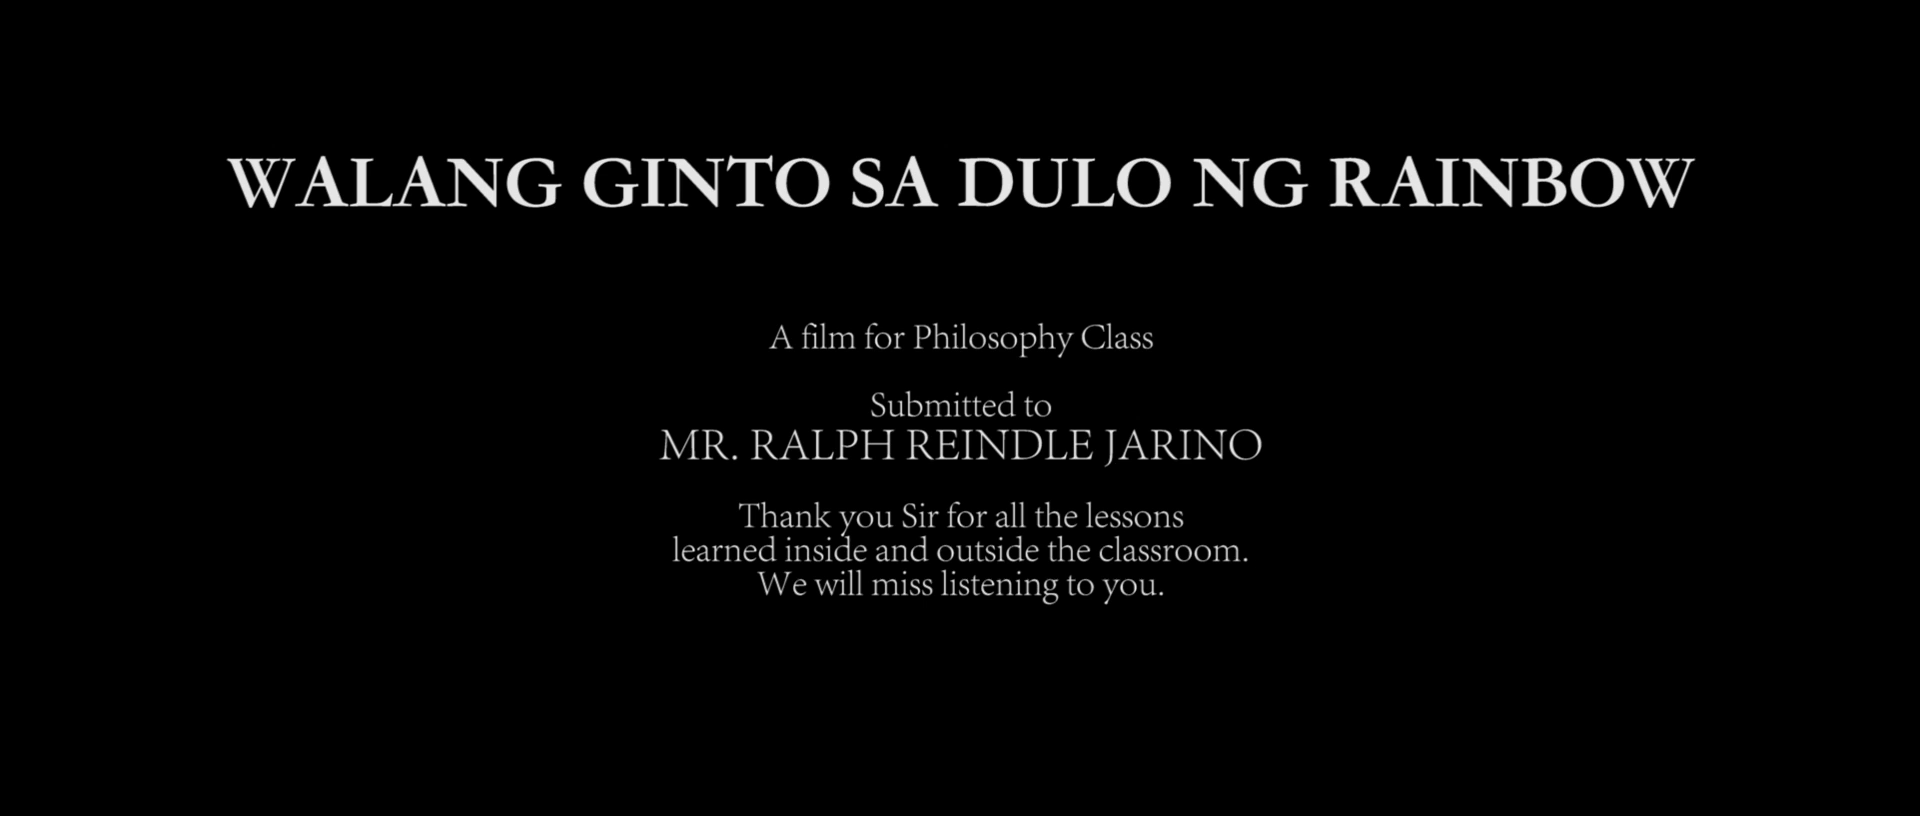 WALANG GINTO SA DULO NG RAINBOW
A film for Philosophy Class
Submitted to
MR. RALPH REINDLE JARINO
Thank you Sir for all the lessons
learned inside and outside the classroom.
We will miss listening to you.